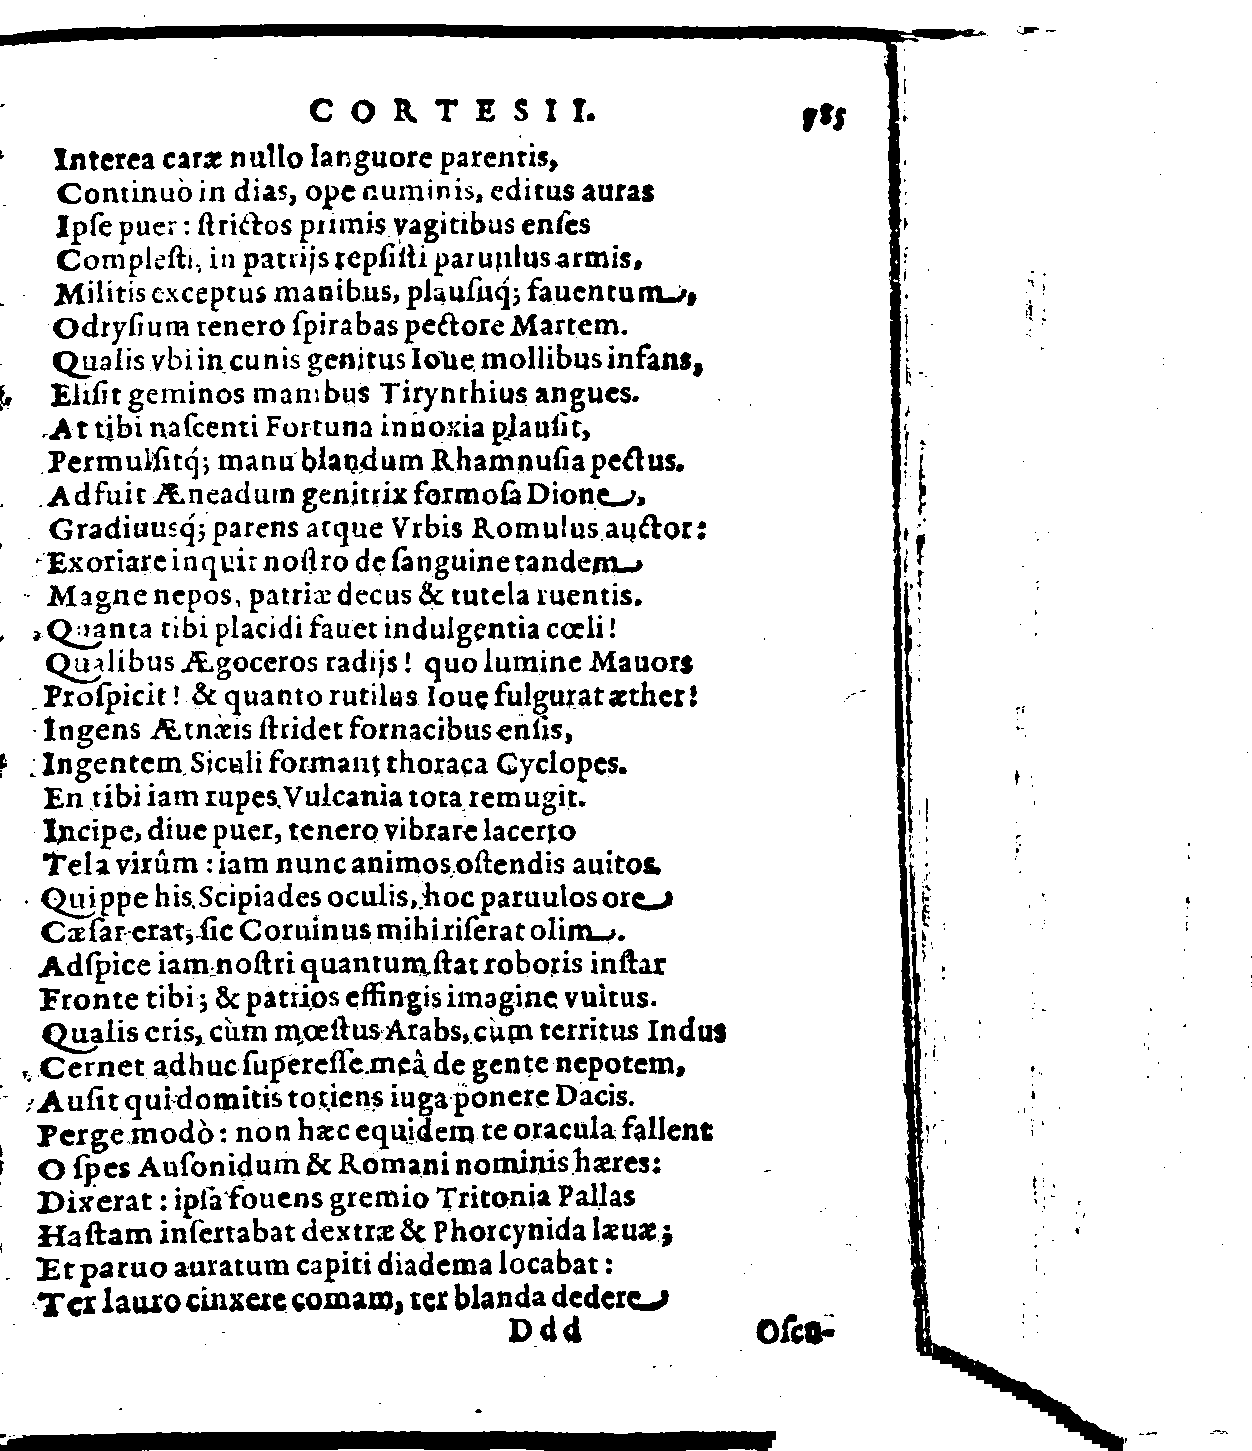 CORTESII. 785
Interea caræ nullo languore parentis,
Continuò in dias, ope numinis, editus auras
Ipſe puer: ſtrictos primis vagitibus enſes
Compleſti, in patrijs repſiſti paruulus armis,
Militis exceptus manibus, plauſuq́; fauentum,
Odryſium tenero ſpirabas pectore Martem.
Qualis vbi in cunis genitus Ioue mollibus infans,
Eliſit geminos manibus Tirynthius angues.
At tibi naſcenti Fortuna innoxia plauſit,
Permulſitq́; manu blandum Rhamnuſia pectus.
Adfuit Æneadum genitrix formoſa Dione,
Gradiuusq́; parens atque Vrbis Romulus auctor:
Exoriare inquit noſtro de ſanguine tandem
Magne nepos, patriæ decus & tutela ruentis.
Quanta tibi placidi fauet indulgentia cœli!
Qualibus Ægoceros radijs! quo lumine Mauors
Proſpicit! & quanto rutilus Ioue fulgurat æther!
Ingens Ætnæis ſtridet fornacibus enſis,
Ingentem Siculi formant thoraca Cyclopes.
En tibi iam rupes Vulcania tota remugit.
Incipe, diue puer, tenero vibrare lacerto
Tela virûm: iam nunc animos oſtendis auitos.
Quippe his Scipiades oculis, hoc paruulos ore
Cæſar erat, ſic Coruinus mihi riſerat olim.
Adſpice iam noſtri quantum ſtat roboris inſtar
Fronte tibi; & patrios effingis imagine vultus.
Qualis eris, cùm mœſtus Arabs, cùm territus Indus
Cernet adhuc ſupereſſe meâ de gente nepotem,
Auſit qui domitis totiens iuga ponere Dacis.
Perge modò: non hæc equidem te oracula fallent
O ſpes Auſonidum & Romani nominis hæres:
Dixerat: ipſa fouens gremio Tritonia Pallas
Haſtam inſertabat dextræ & Phorcynida læuæ;
Et paruo auratum capiti diadema locabat:
Ter lauro cinxere comam, ter blanda dedere
Ddd Oſcu-